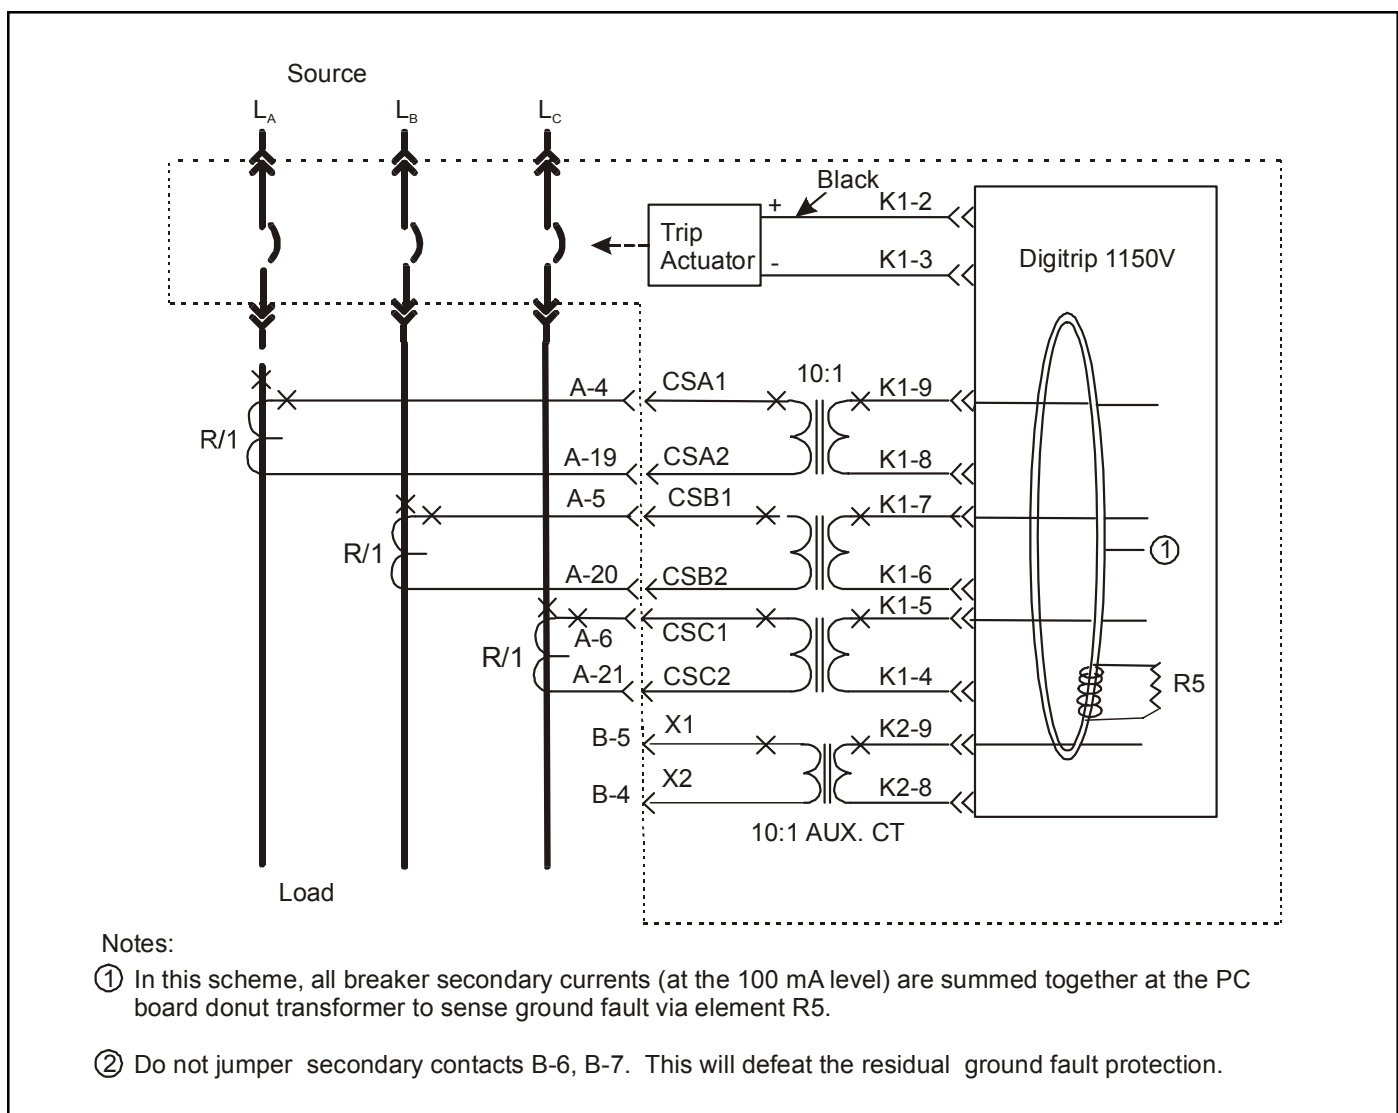 Source
L_A L_B L_C
Black
+ K1-2
Trip
Actuator
- K1-3
Digitrip 1150V
A-4 CSA1 10:1 K1-9
R/1
A-19 CSA2 K1-8
A-5 CSB1 K1-7
R/1
①
A-20 CSB2 K1-6
K1-5
A-6 CSC1
R/1
A-21 CSC2 K1-4
R5
B-5 X1 K2-9
B-4 X2 K2-8
10:1 AUX. CT
Load
Notes:
① In this scheme, all breaker secondary currents (at the 100 mA level) are summed together at the PC
board donut transformer to sense ground fault via element R5.
② Do not jumper secondary contacts B-6, B-7. This will defeat the residual ground fault protection.